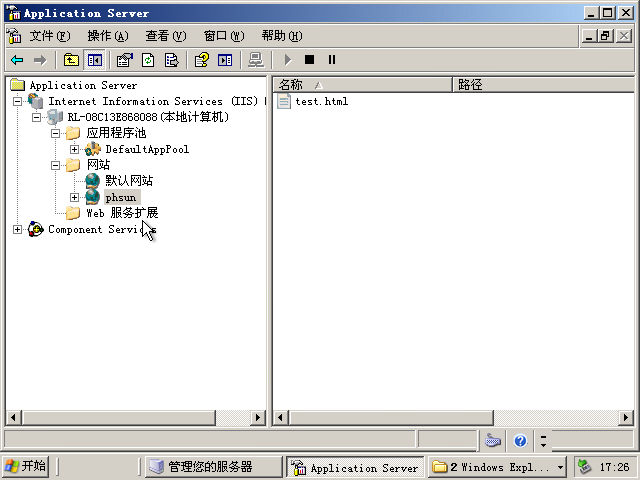 Application Server
文件(F) 操作(A) 查看(V) 窗口(W) 帮助(H)
Application Server
Internet Information Services (IIS)
RL-08C13E868088(本地计算机)
应用程序池
DefaultAppPool
网站
默认网站
phsun
Web 服务扩展
Component Services
名称 路径
test.html
开始 管理您的服务器 Application Server 2 Windows Expl... 17:26